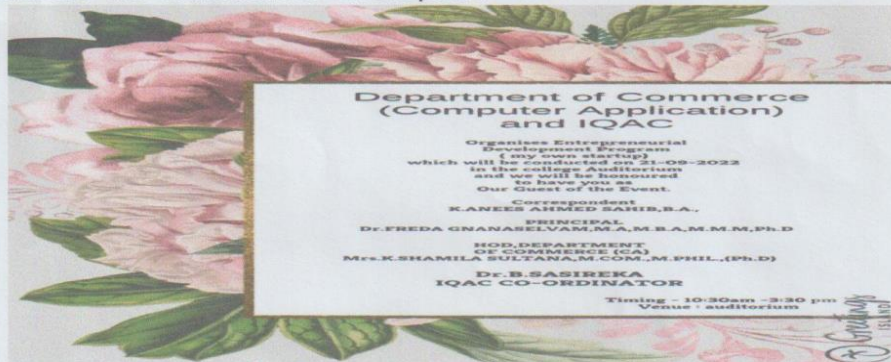 Department of Commerce
(Computer Application)
and IQAC
Organises Entrepreneurial
Development Program
( my own startup)
which will be conducted on 21-09-2022
in the college Auditorium
and we will be honoured
to have you as
Our Guest of the Event.
Correspondent
K.ANEES AHMED SAHIB,B.A.,
PRINCIPAL
Dr.FREDA GNANASELVAM,M.A,M.B.A,M.M.M,Ph.D
HOD,DEPARTMENT
OF COMMERCE (CA)
Mrs.K.SHAMILA SULTANA,M.COM.,M.PHIL.,(Ph.D)
Dr.B.SASIREKA
IQAC CO-ORDINATOR
Timing - 10:30am -3:30 pm
Venue : auditorium
Greetings
ISLAND